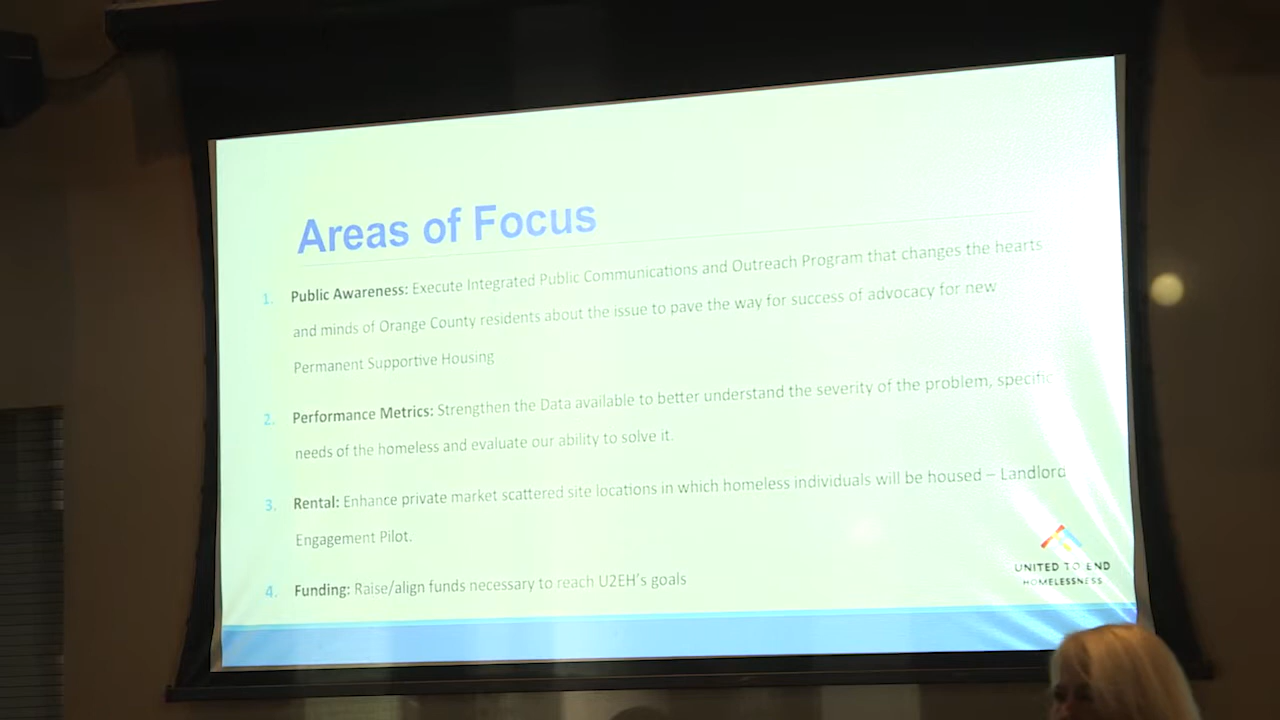 Areas of Focus
1. Public Awareness: Execute Integrated Public Communications and Outreach Program that changes the hearts
and minds of Orange County residents about the issue to pave the way for success of advocacy for new
Permanent Supportive Housing
2. Performance Metrics: Strengthen the Data available to better understand the severity of the problem, specific
needs of the homeless and evaluate our ability to solve it.
3. Rental: Enhance private market scattered site locations in which homeless individuals will be housed – Landlord
Engagement Pilot.
4. Funding: Raise/align funds necessary to reach U2EH's goals
UNITED TO END
HOMELESSNESS